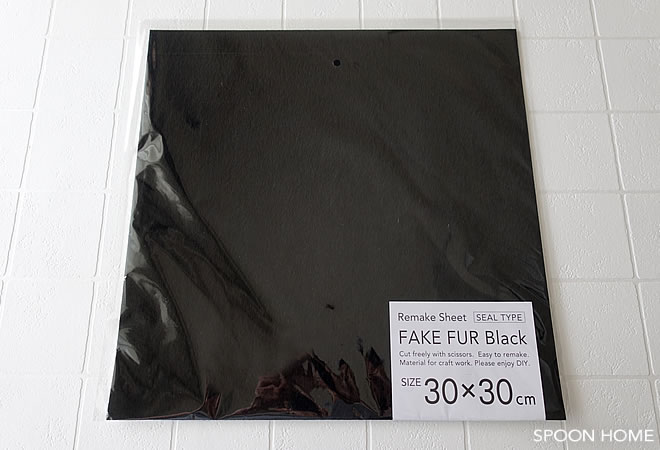 Remake Sheet SEAL TYPE
FAKE FUR Black
Cut freely with scissors. Easy to remake.
Material for craft work. Please enjoy DIY.
SIZE 30×30cm
SPOON HOME